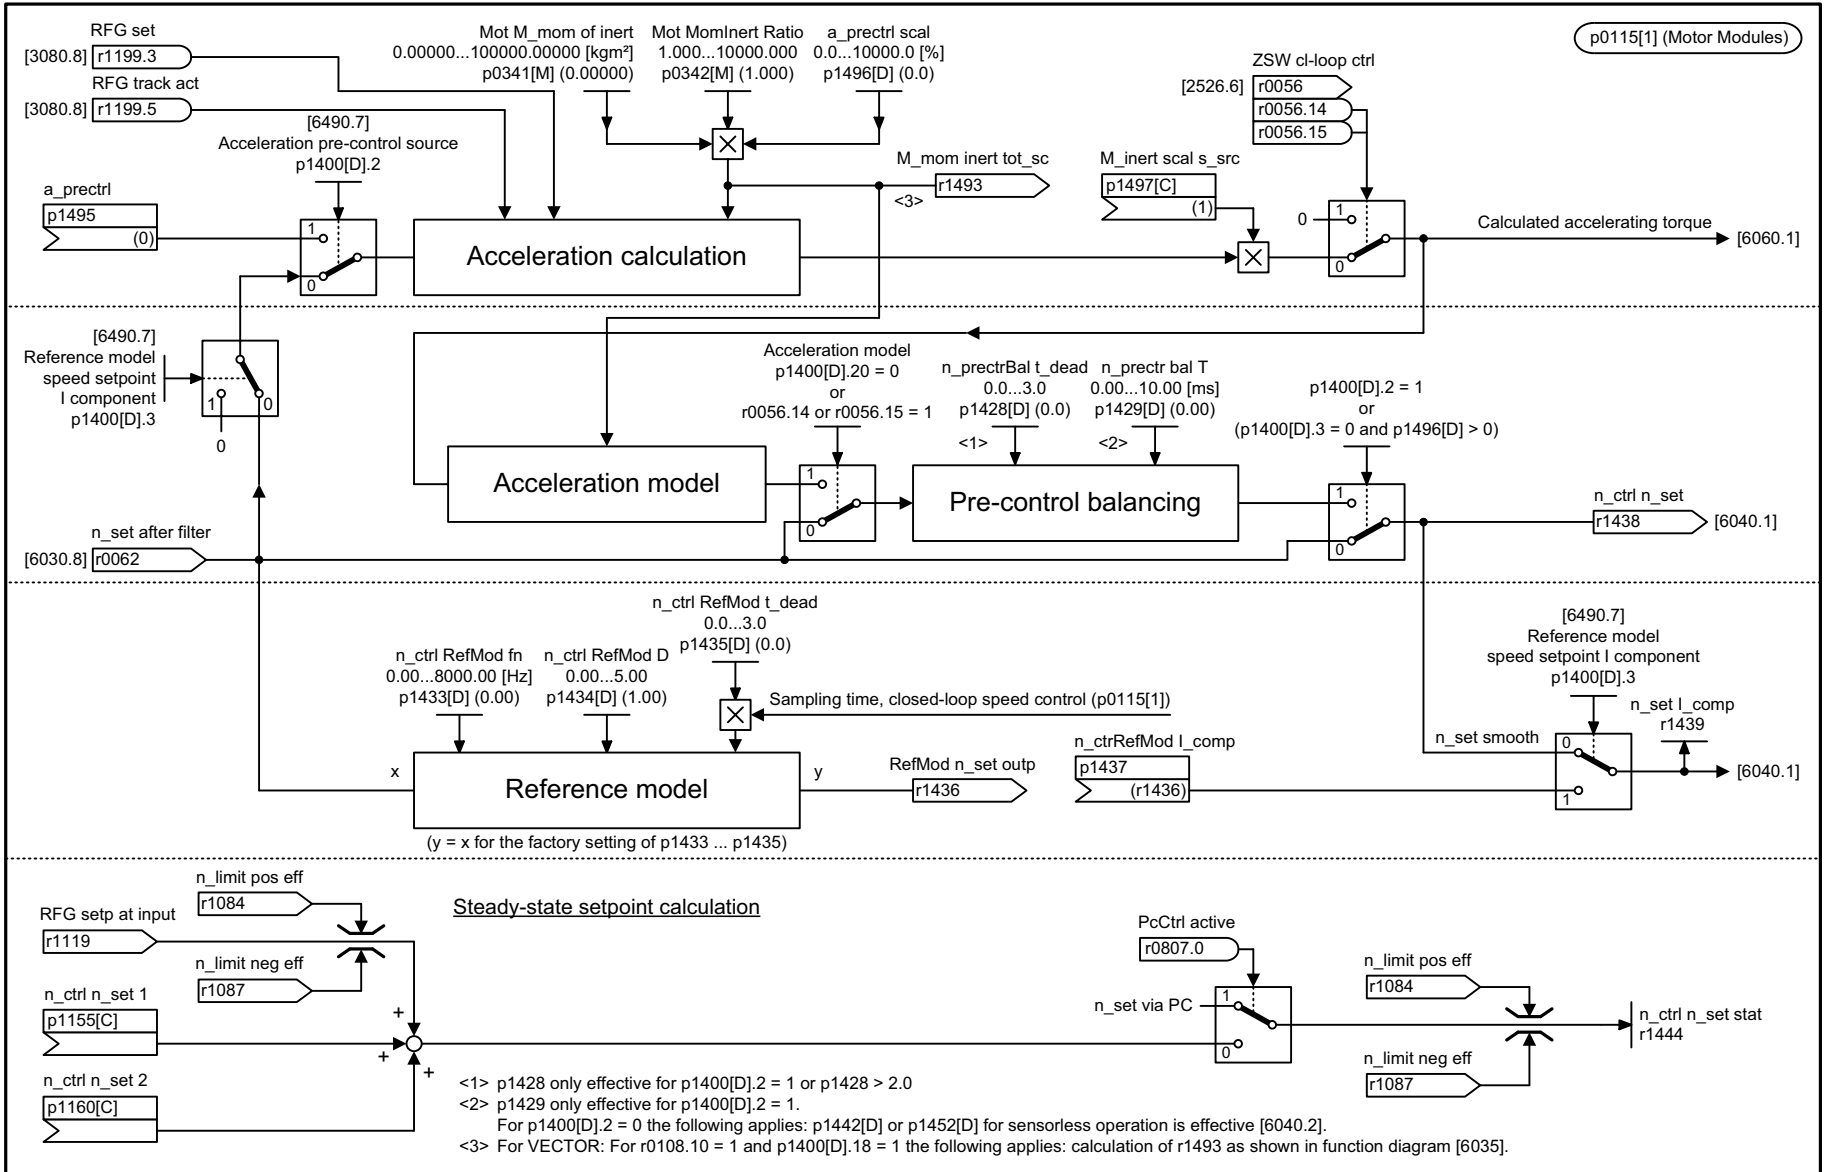 RFG set
[3080.8] r1199.3
RFG track act
[3080.8] r1199.5
Mot M_mom of inert
0.00000...100000.00000 [kgm²]
p0341[M] (0.00000)
Mot MomInert Ratio
1.000...10000.000
p0342[M] (1.000)
a_prectrl scal
0.0...10000.0 [%]
p1496[D] (0.0)
p0115[1] (Motor Modules)
ZSW cl-loop ctrl
[2526.6] r0056
r0056.14
r0056.15
[6490.7]
Acceleration pre-control source
p1400[D].2
a_prectrl
p1495
(0)
1
0
Acceleration calculation
M_mom inert tot_sc
r1493
<3>
M_inert scal s_src
p1497[C]
(1)
0
1
0
Calculated accelerating torque
[6060.1]
[6490.7]
Reference model
speed setpoint
I component
p1400[D].3
1
0
0
Acceleration model
p1400[D].20 = 0
or
r0056.14 or r0056.15 = 1
n_prectrBal t_dead
0.0...3.0
p1428[D] (0.0)
<1>
n_prectr bal T
0.00...10.00 [ms]
p1429[D] (0.00)
<2>
p1400[D].2 = 1
or
(p1400[D].3 = 0 and p1496[D] > 0)
Acceleration model
1
0
Pre-control balancing
1
0
n_ctrl n_set
r1438
[6040.1]
n_set after filter
[6030.8] r0062
n_ctrl RefMod t_dead
0.0...3.0
p1435[D] (0.0)
n_ctrl RefMod fn
0.00...8000.00 [Hz]
p1433[D] (0.00)
n_ctrl RefMod D
0.00...5.00
p1434[D] (1.00)
Sampling time, closed-loop speed control (p0115[1])
[6490.7]
Reference model
speed setpoint I component
p1400[D].3
n_set I_comp
r1439
n_set smooth
0
1
[6040.1]
x
Reference model
y
RefMod n_set outp
r1436
n_ctrRefMod I_comp
p1437
(r1436)
(y = x for the factory setting of p1433 ... p1435)
Steady-state setpoint calculation
n_limit pos eff
r1084
RFG setp at input
r1119
n_limit neg eff
r1087
n_ctrl n_set 1
p1155[C]
+
+
+
n_ctrl n_set 2
p1160[C]
PcCtrl active
r0807.0
n_set via PC
1
0
n_limit pos eff
r1084
n_limit neg eff
r1087
n_ctrl n_set stat
r1444
<1> p1428 only effective for p1400[D].2 = 1 or p1428 > 2.0
<2> p1429 only effective for p1400[D].2 = 1.
For p1400[D].2 = 0 the following applies: p1442[D] or p1452[D] for sensorless operation is effective [6040.2].
<3> For VECTOR: For r0108.10 = 1 and p1400[D].18 = 1 the following applies: calculation of r1493 as shown in function diagram [6035].